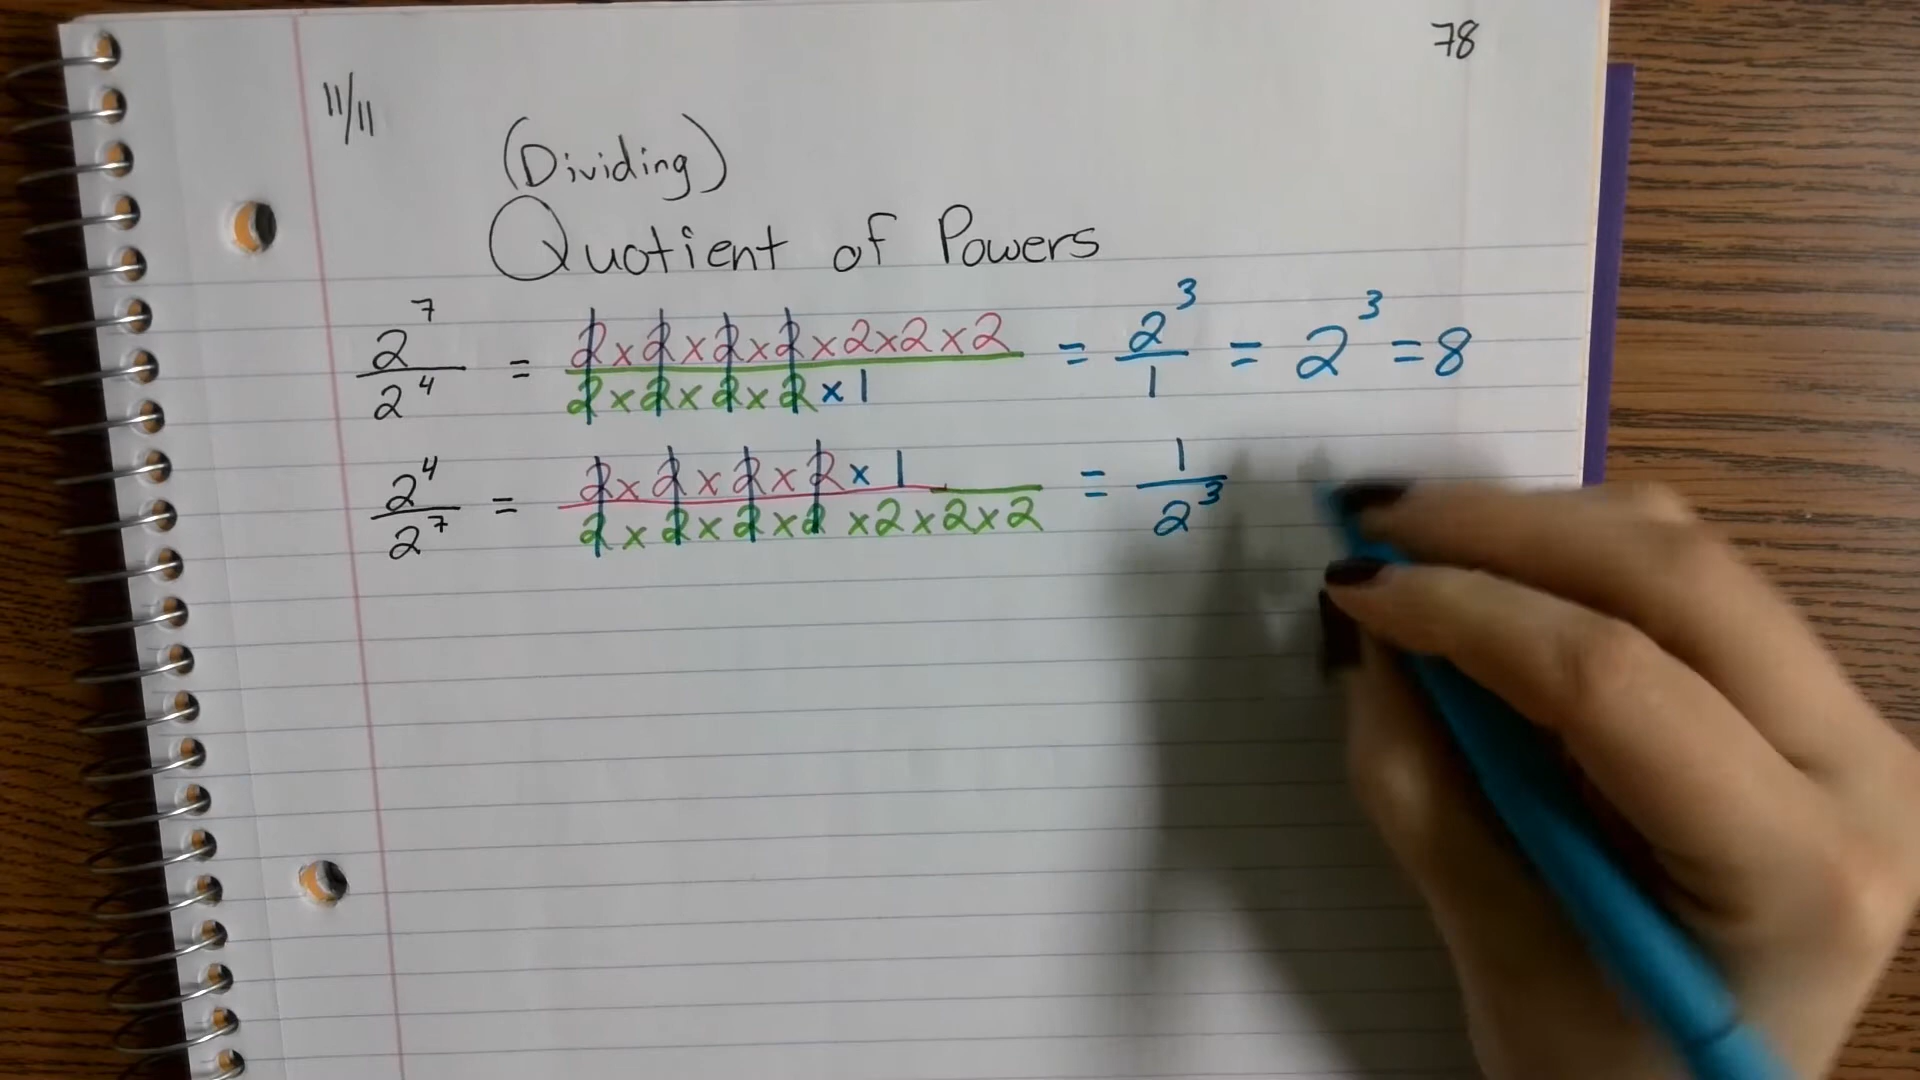 78
11/11
(Dividing)
Quotient of Powers
2^7/2^4 = 2×2×2×2×2×2×2/2×2×2×2×1 = 2^3/1 = 2^3 = 8
2^4/2^7 = 2×2×2×2×1/2×2×2×2×2×2×2 = 1/2^3